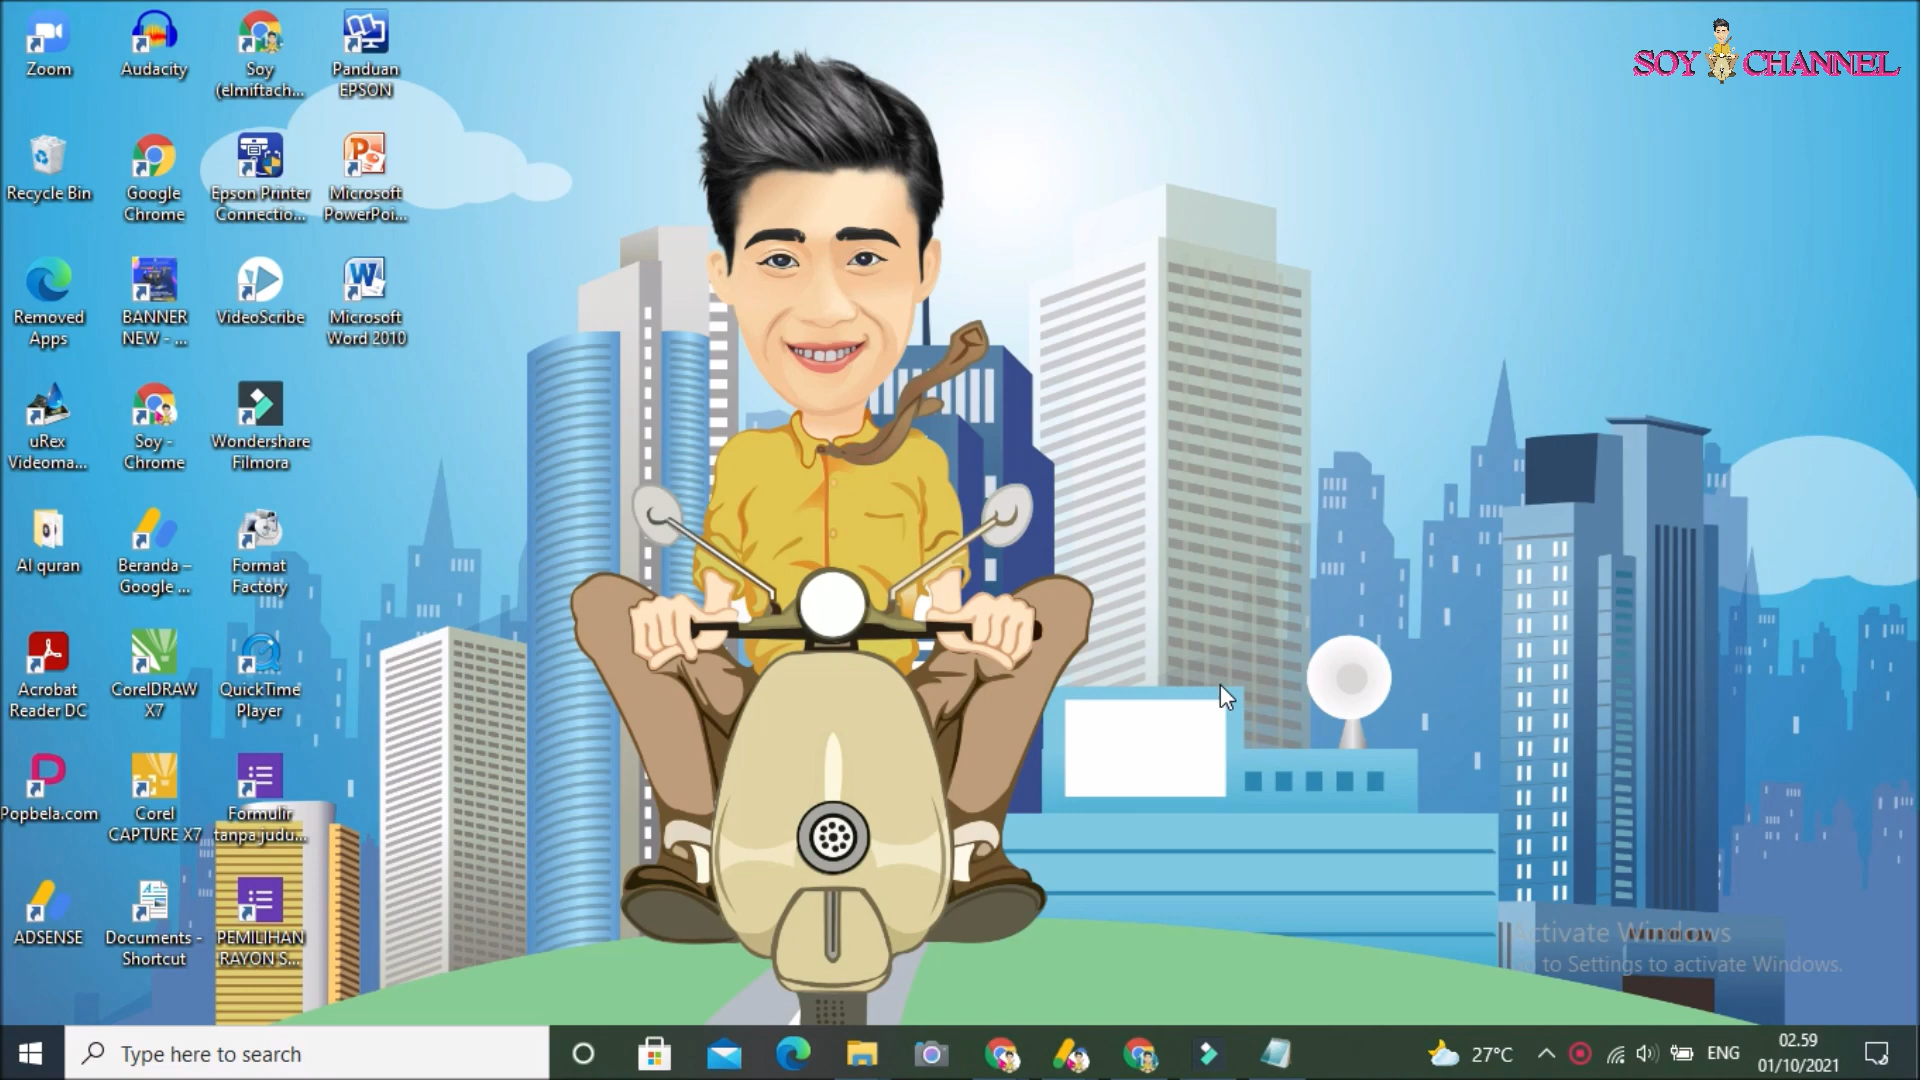 Zoom
Audacity
Soy
(elmiftach...
Panduan
EPSON
SOY CHANNEL
Recycle Bin
Google
Chrome
Epson Printer
Connectio...
Microsoft
PowerPoi...
Removed
Apps
BANNER
NEW - ...
VideoScribe
Microsoft
Word 2010
uRex
Videoma...
Soy -
Chrome
Wondershare
Filmora
Al quran
Beranda –
Google ...
Format
Factory
Acrobat
Reader DC
CorelDRAW
X7
QuickTime
Player
Popbela.com
Corel
CAPTURE X7
Formulir
tanpa judu...
ADSENSE
Documents -
Shortcut
PEMILIHAN
RAYON S...
Activate Windows
to Settings to activate Windows.
Type here to search
27°C
ENG
02.59
01/10/2021